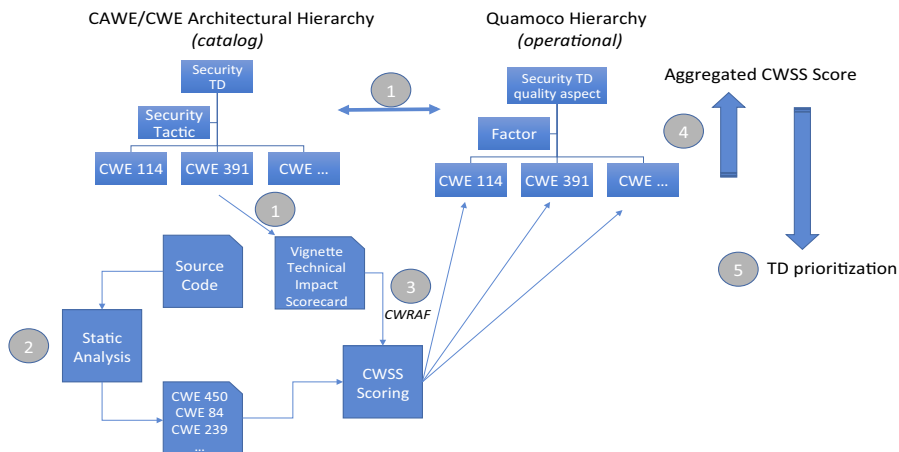 CAWE/CWE Architectural Hierarchy
(catalog)
Quamoco Hierarchy
(operational)
Security
TD
Security
Tactic
CWE 114
CWE 391
CWE ...
1
Security TD
quality aspect
Factor
CWE 114
CWE 391
CWE ...
Aggregated CWSS Score
4
5
TD prioritization
1
Source
Code
Vignette
Technical
Impact
Scorecard
3
CWRAF
2
Static
Analysis
CWE 450
CWE 84
CWE 239
...
CWSS
Scoring